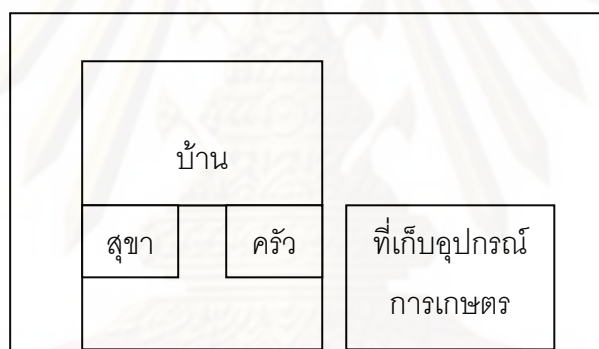 บ้าน
สุขา
ครัว
ที่เก็บอุปกรณ์
การเกษตร